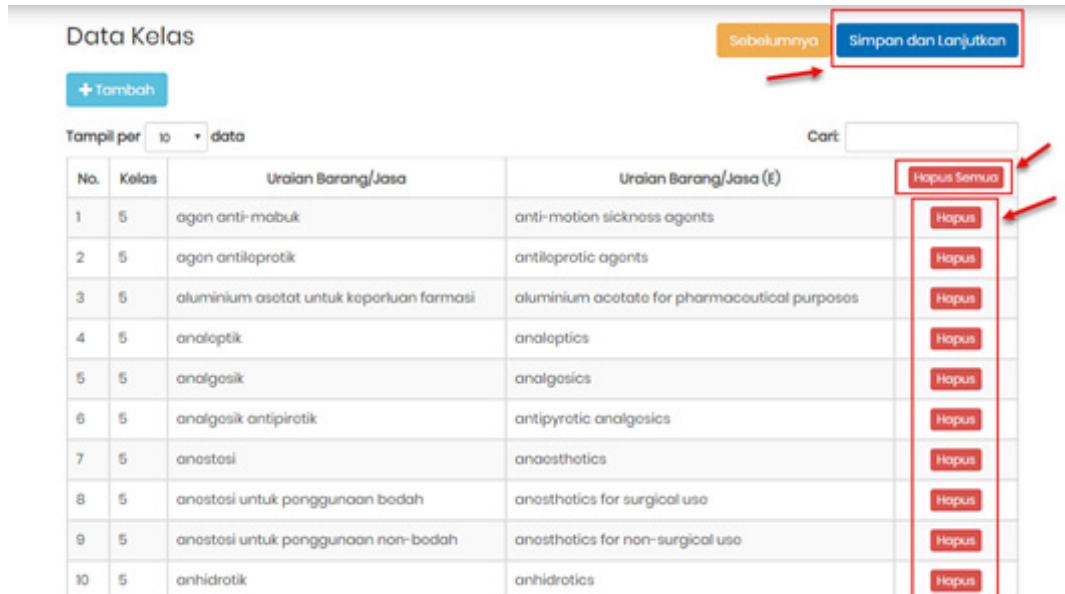 Data Kelas
Sebelumnya
Simpan dan Lanjutkan
+ Tambah
Tampil per 10 data
Cari:
No. Kelas Uraian Barang/Jasa Uraian Barang/Jasa (E) Hapus Semua
1 5 agen anti-mabuk anti-motion sickness agents Hapus
2 5 agen antileprotik antileprotic agents Hapus
3 5 aluminium asetat untuk keperluan farmasi aluminium acetate for pharmaceutical purposes Hapus
4 5 analeptik analeptics Hapus
5 5 analgesik analgesics Hapus
6 5 analgesik antipiretik antipyretic analgesics Hapus
7 5 anestesi anaesthetics Hapus
8 5 anestesi untuk penggunaan bedah anesthetics for surgical use Hapus
9 5 anestesi untuk penggunaan non-bedah anesthetics for non-surgical use Hapus
10 5 anhidrotik anhidrotics Hapus